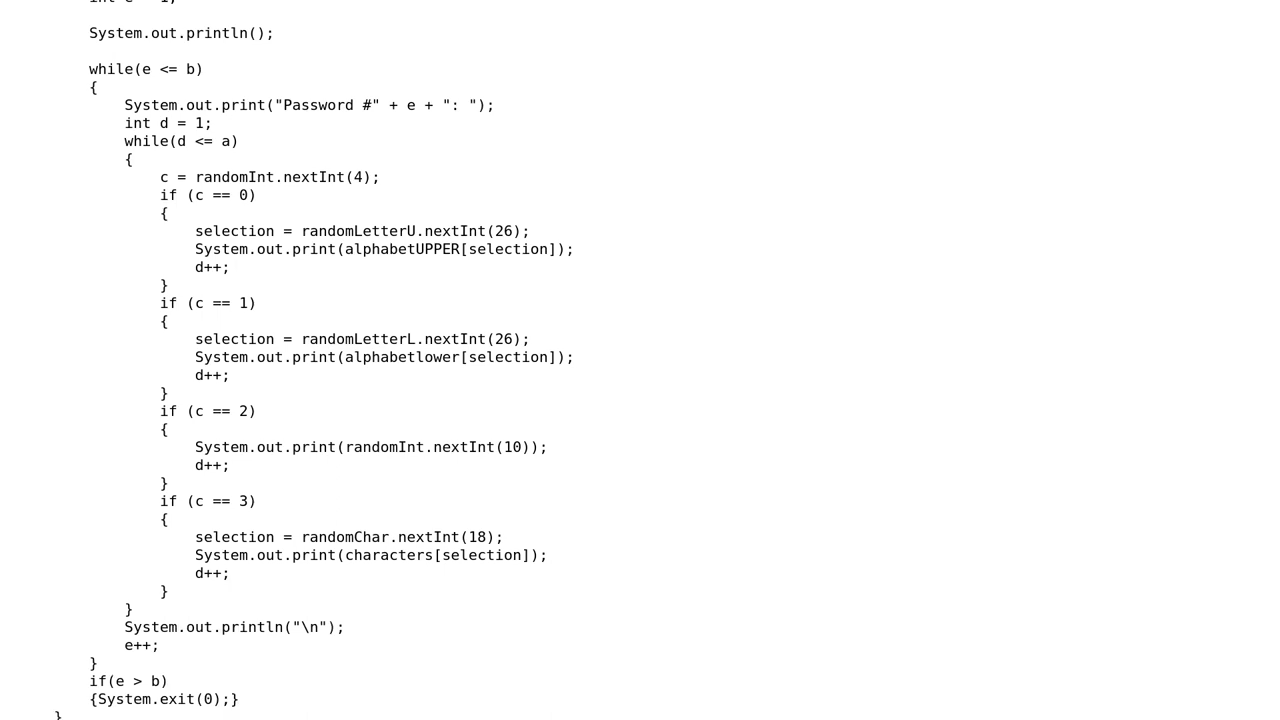 System.out.println();
while(e <= b)
{
System.out.print("Password #" + e + ": ");
int d = 1;
while(d <= a)
{
c = randomInt.nextInt(4);
if (c == 0)
{
selection = randomLetterU.nextInt(26);
System.out.print(alphabetUPPER[selection]);
d++;
}
if (c == 1)
{
selection = randomLetterL.nextInt(26);
System.out.print(alphabetlower[selection]);
d++;
}
if (c == 2)
{
System.out.print(randomInt.nextInt(10));
d++;
}
if (c == 3)
{
selection = randomChar.nextInt(18);
System.out.print(characters[selection]);
d++;
}
}
System.out.println("\n");
e++;
}
if(e > b)
{System.exit(0);}
}